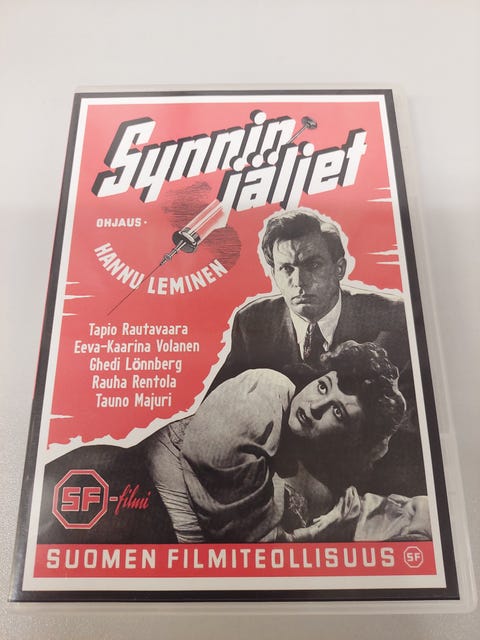 Synnin
jäljet
OHJAUS ·
HANNU LEMINEN
Tapio Rautavaara
Eeva-Kaarina Volanen
Ghedi Lönnberg
Rauha Rentola
Tauno Majuri
SF-filmi
SUOMEN FILMITEOLLISUUS SF